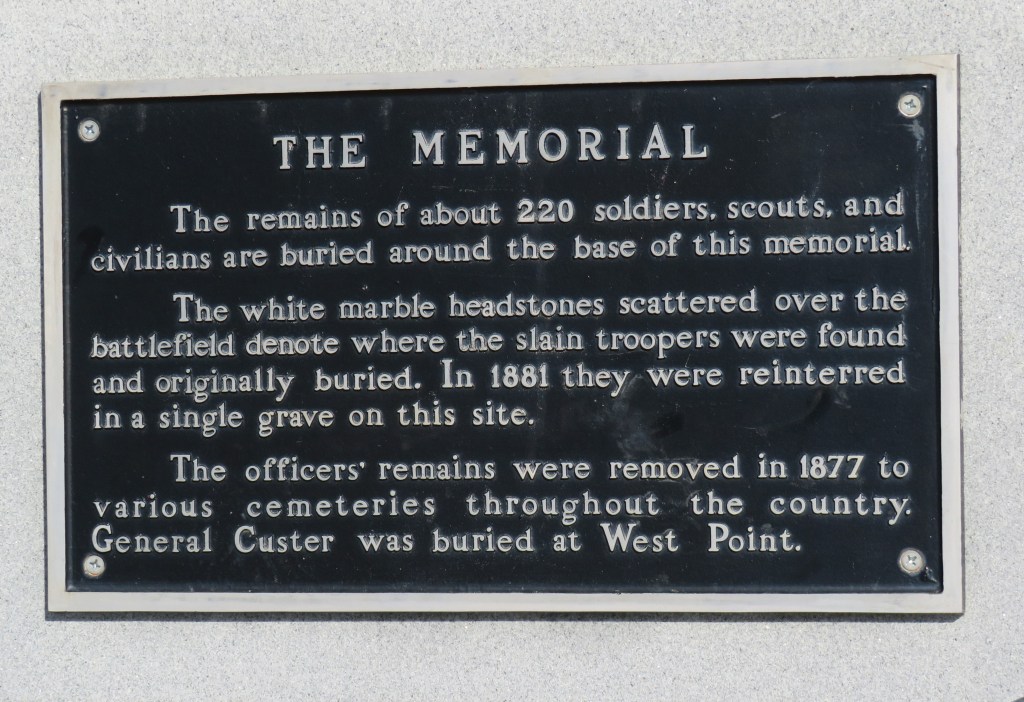 THE MEMORIAL
The remains of about 220 soldiers, scouts, and
civilians are buried around the base of this memorial.
The white marble headstones scattered over the
battlefield denote where the slain troopers were found
and originally buried. In 1881 they were reinterred
in a single grave on this site.
The officers' remains were removed in 1877 to
various cemeteries throughout the country.
General Custer was buried at West Point.